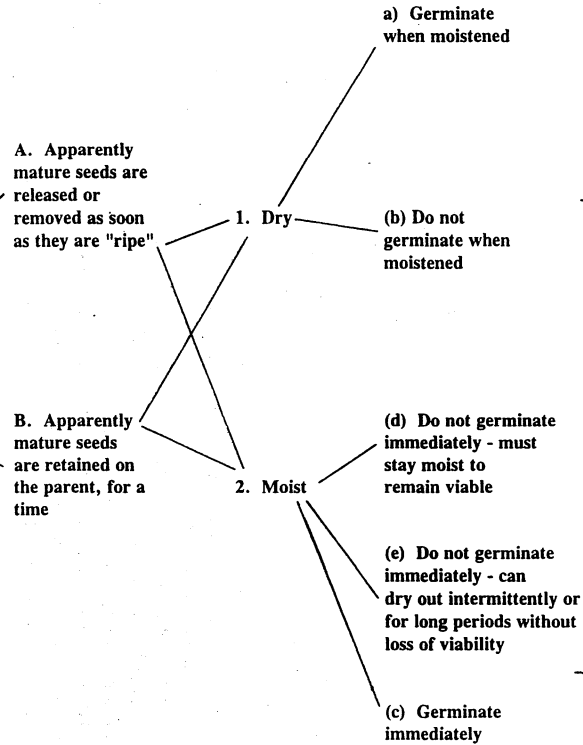 a) Germinate
when moistened
A. Apparently
mature seeds are
released or
removed as soon
as they are "ripe"
1. Dry
(b) Do not
germinate when
moistened
B. Apparently
mature seeds
are retained on
the parent, for a
time
2. Moist
(d) Do not germinate
immediately - must
stay moist to
remain viable
(e) Do not germinate
immediately - can
dry out intermittently or
for long periods without
loss of viability
(c) Germinate
immediately